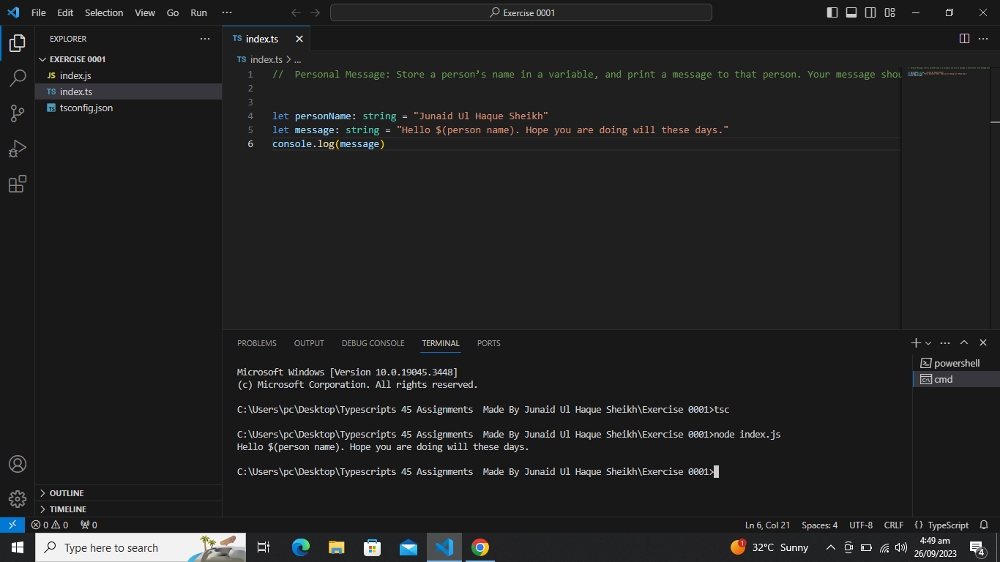 File Edit Selection View Go Run ···
Exercise 0001
EXPLORER ···
EXERCISE 0001
JS index.js
TS index.ts
TS tsconfig.json
OUTLINE
TIMELINE
TS index.ts
TS index.ts > ...
1 //  Personal Message: Store a person’s name in a variable, and print a message to that person. Your message shou
2
3
4 let personName: string = "Junaid Ul Haque Sheikh"
5 let message: string = "Hello $(person name). Hope you are doing will these days."
6 console.log(message)
PROBLEMS OUTPUT DEBUG CONSOLE TERMINAL PORTS
powershell
cmd
Microsoft Windows [Version 10.0.19045.3448]
(c) Microsoft Corporation. All rights reserved.
C:\Users\pc\Desktop\Typescripts 45 Assignments  Made By Junaid Ul Haque Sheikh\Exercise 0001>tsc
C:\Users\pc\Desktop\Typescripts 45 Assignments  Made By Junaid Ul Haque Sheikh\Exercise 0001>node index.js
Hello $(person name). Hope you are doing will these days.
C:\Users\pc\Desktop\Typescripts 45 Assignments  Made By Junaid Ul Haque Sheikh\Exercise 0001>
0 0 0
Ln 6, Col 21 Spaces: 4 UTF-8 CRLF {} TypeScript
Type here to search
1 32°C Sunny
4:49 am
26/09/2023
4